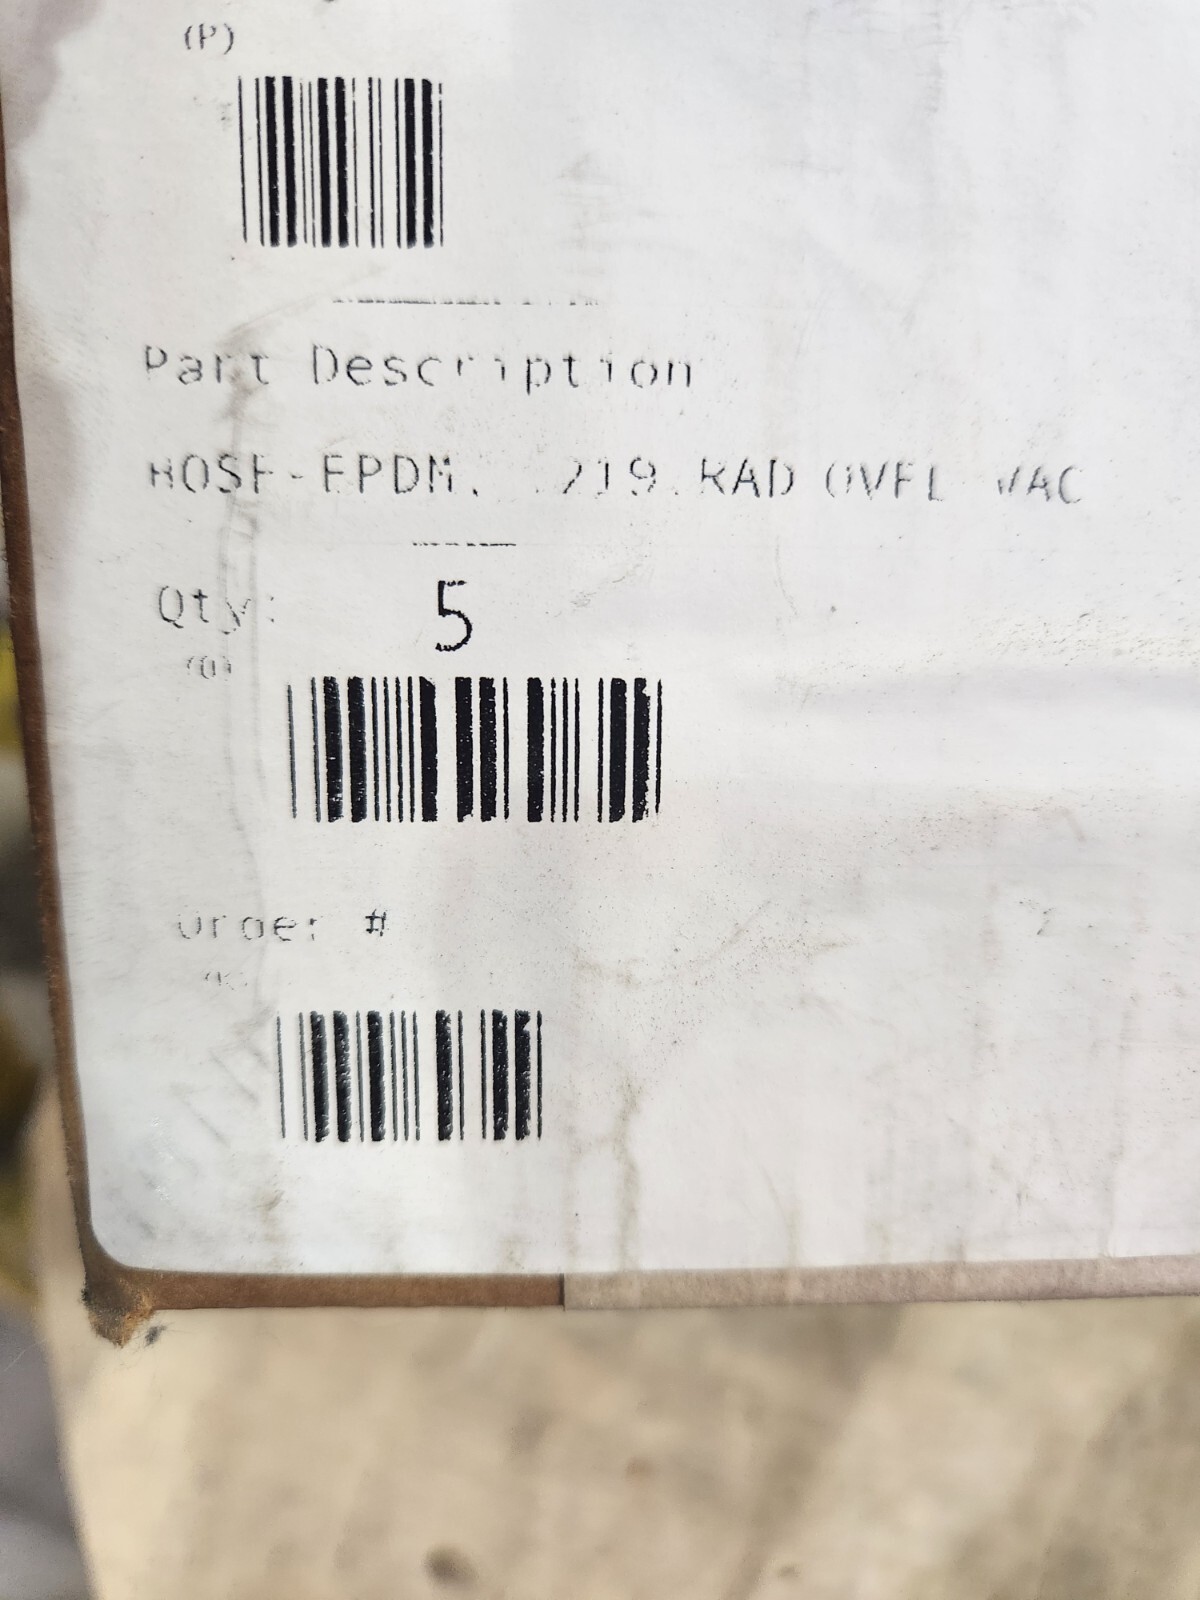 (P)
Part Description
HOSE-EPDM, .219,RAD OVFL VAC
Qty: 5
(Q)
Order #
(K)